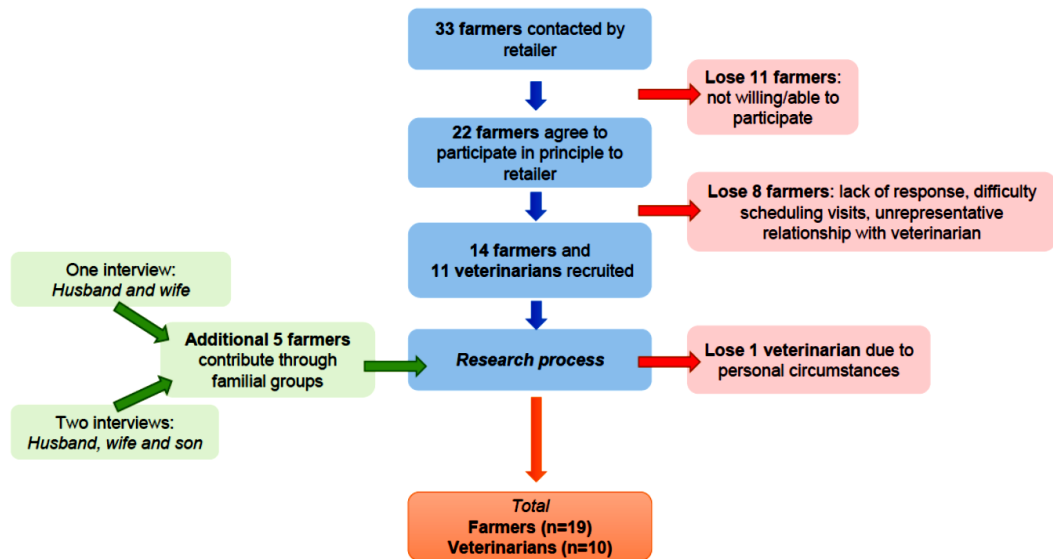 33 farmers contacted by
retailer
Lose 11 farmers:
not willing/able to
participate
22 farmers agree to
participate in principle to
retailer
Lose 8 farmers: lack of response, difficulty
scheduling visits, unrepresentative
relationship with veterinarian
14 farmers and
11 veterinarians recruited
One interview:
Husband and wife
Additional 5 farmers
contribute through
familial groups
Two interviews:
Husband, wife and son
Research process
Lose 1 veterinarian due to
personal circumstances
Total
Farmers (n=19)
Veterinarians (n=10)